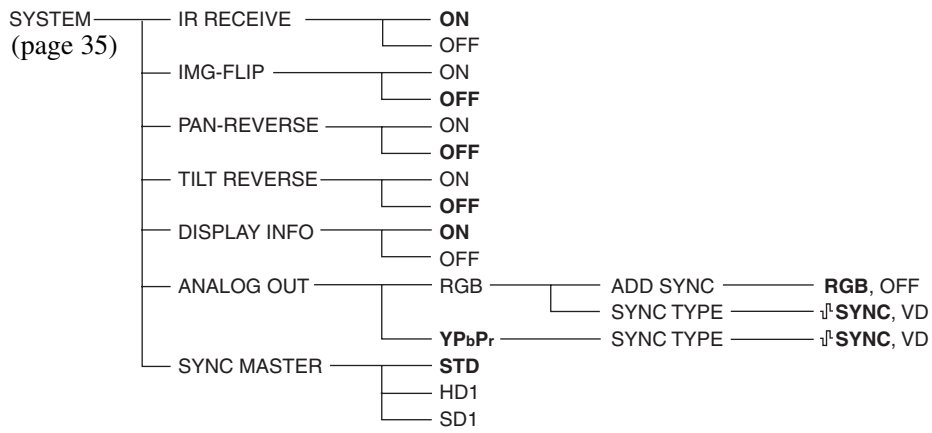 SYSTEM IR RECEIVE ON
(page 35) OFF
IMG-FLIP ON
OFF
PAN-REVERSE ON
OFF
TILT REVERSE ON
OFF
DISPLAY INFO ON
OFF
ANALOG OUT RGB ADD SYNC RGB, OFF
SYNC TYPE SYNC, VD
YPbPr SYNC TYPE SYNC, VD
SYNC MASTER STD
HD1
SD1